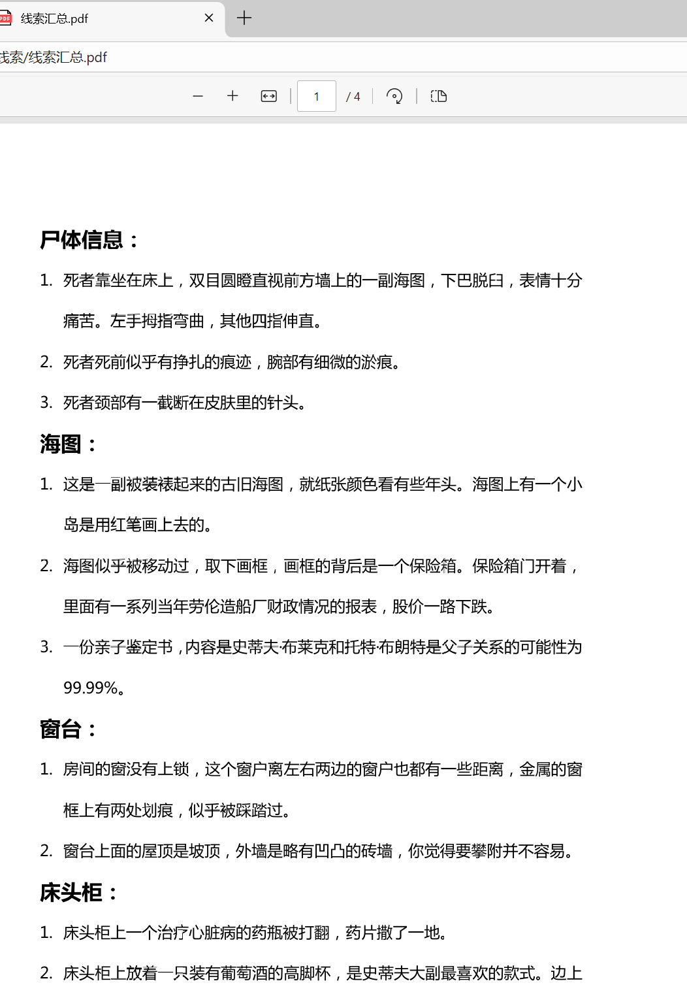 PDF 线索汇总.pdf
线索/线索汇总.pdf
1 / 4
尸体信息：
1. 死者靠坐在床上，双目圆瞪直视前方墙上的一副海图，下巴脱臼，表情十分
痛苦。左手拇指弯曲，其他四指伸直。
2. 死者死前似乎有挣扎的痕迹，腕部有细微的淤痕。
3. 死者颈部有一截断在皮肤里的针头。
海图：
1. 这是一副被装裱起来的古旧海图，就纸张颜色看有些年头。海图上有一个小
岛是用红笔画上去的。
2. 海图似乎被移动过，取下画框，画框的背后是一个保险箱。保险箱门开着，
里面有一系列当年劳伦造船厂财政情况的报表，股价一路下跌。
3. 一份亲子鉴定书，内容是史蒂夫·布莱克和托特·布朗特是父子关系的可能性为
99.99%。
窗台：
1. 房间的窗没有上锁，这个窗户离左右两边的窗户也都有一些距离，金属的窗
框上有两处划痕，似乎被踩踏过。
2. 窗台上面的屋顶是坡顶，外墙是略有凹凸的砖墙，你觉得要攀附并不容易。
床头柜：
1. 床头柜上一个治疗心脏病的药瓶被打翻，药片撒了一地。
2. 床头柜上放着一只装有葡萄酒的高脚杯，是史蒂夫大副最喜欢的款式。边上